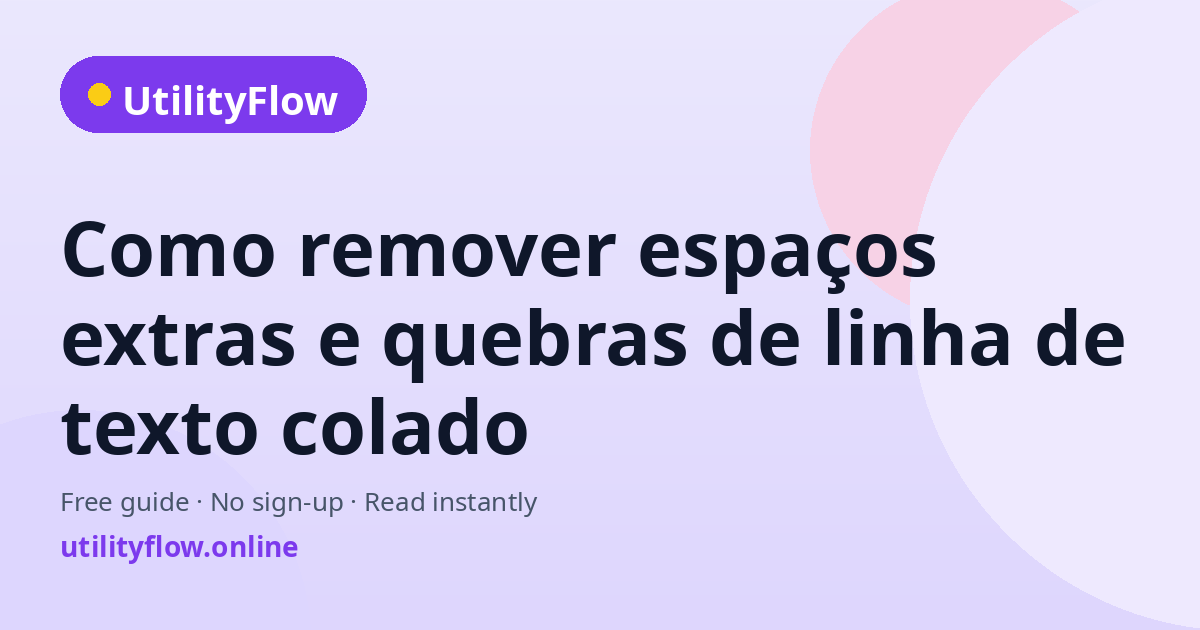 UtilityFlow
Como remover espaços
extras e quebras de linha de
texto colado
Free guide · No sign-up · Read instantly
utilityflow.online